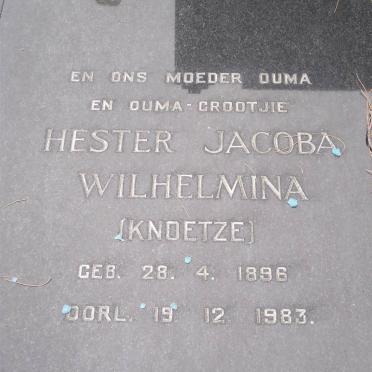 EN ONS MOEDER OUMA
EN OUMA-GROOTJIE
HESTER JACOBA
WILHELMINA
(KNOETZE)
GEB. 28. 4. 1896
OORL. 19. 12. 1983.